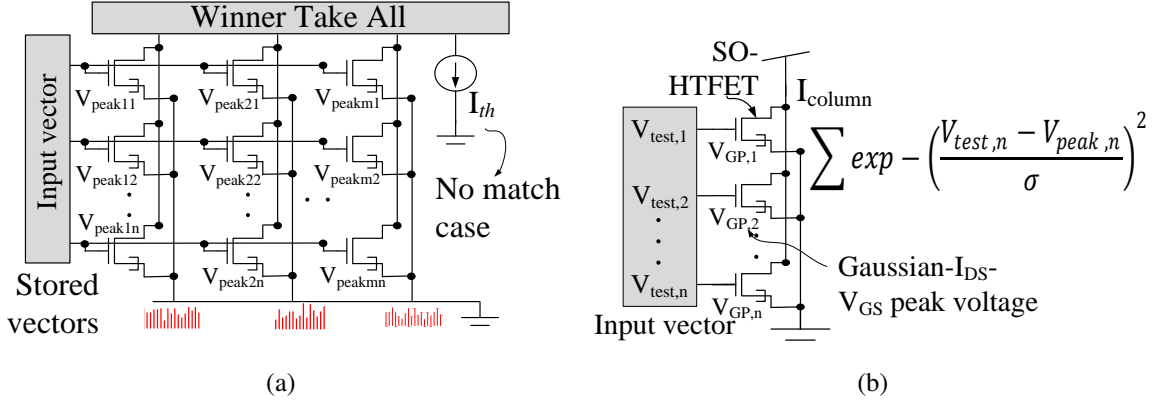 Winner Take All
Input vector
V_peak11 V_peak21 V_peakm1
I_th
V_peak12 V_peak22 V_peakm2
No match
case
V_peak1n V_peak2n V_peakmn
Stored
vectors
(a)
SO-
HTFET
I_column
V_test,1
V_GP,1
∑ exp − ((V_test,n − V_peak,n) / σ)^2
V_test,2
V_GP,2
V_test,n
V_GP,n
Gaussian-I_DS-
V_GS peak voltage
Input vector
(b)